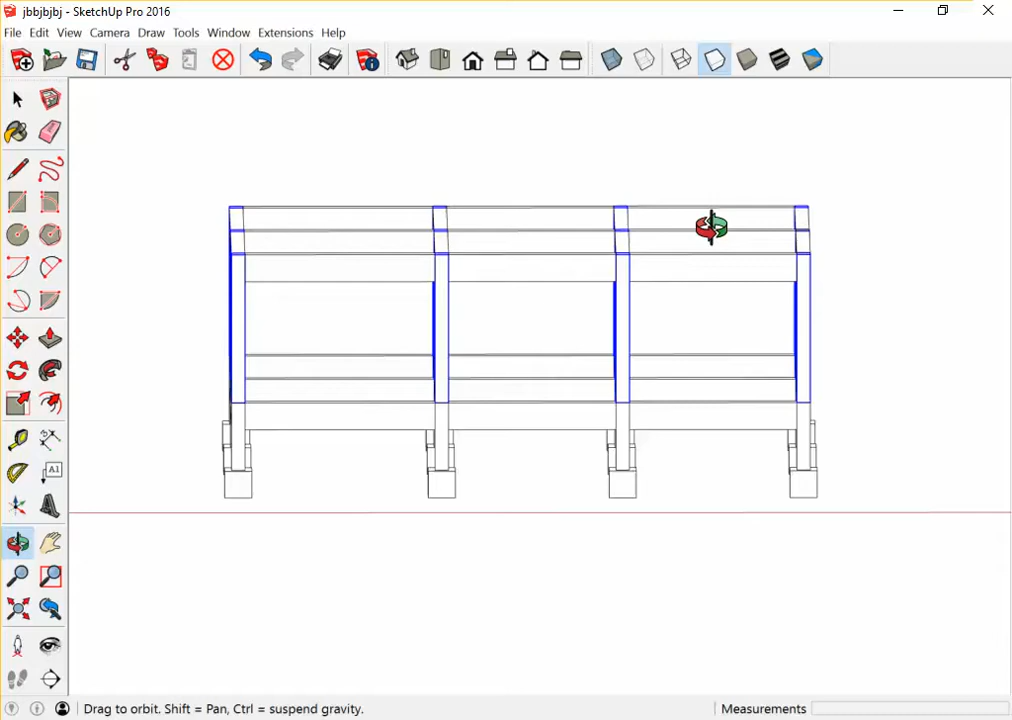 jbbjbjbj - SketchUp Pro 2016
File Edit View Camera Draw Tools Window Extensions Help
A1
Drag to orbit. Shift = Pan, Ctrl = suspend gravity.
Measurements